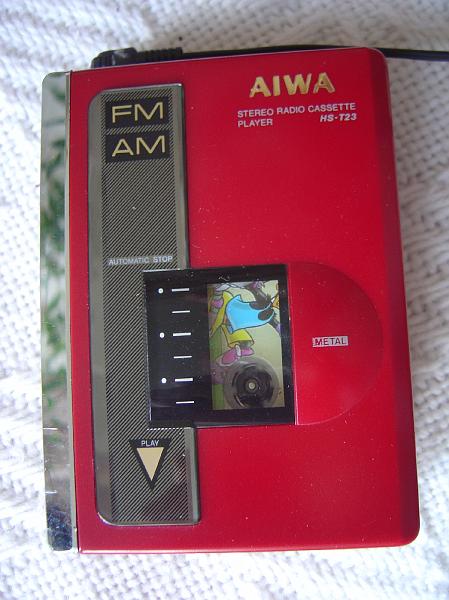 AIWA
STEREO RADIO CASSETTE
PLAYER HS-T23
FM
AM
AUTOMATIC STOP
METAL
PLAY